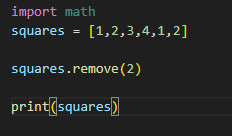 import math
squares = [1,2,3,4,1,2]
squares.remove(2)
print(squares)